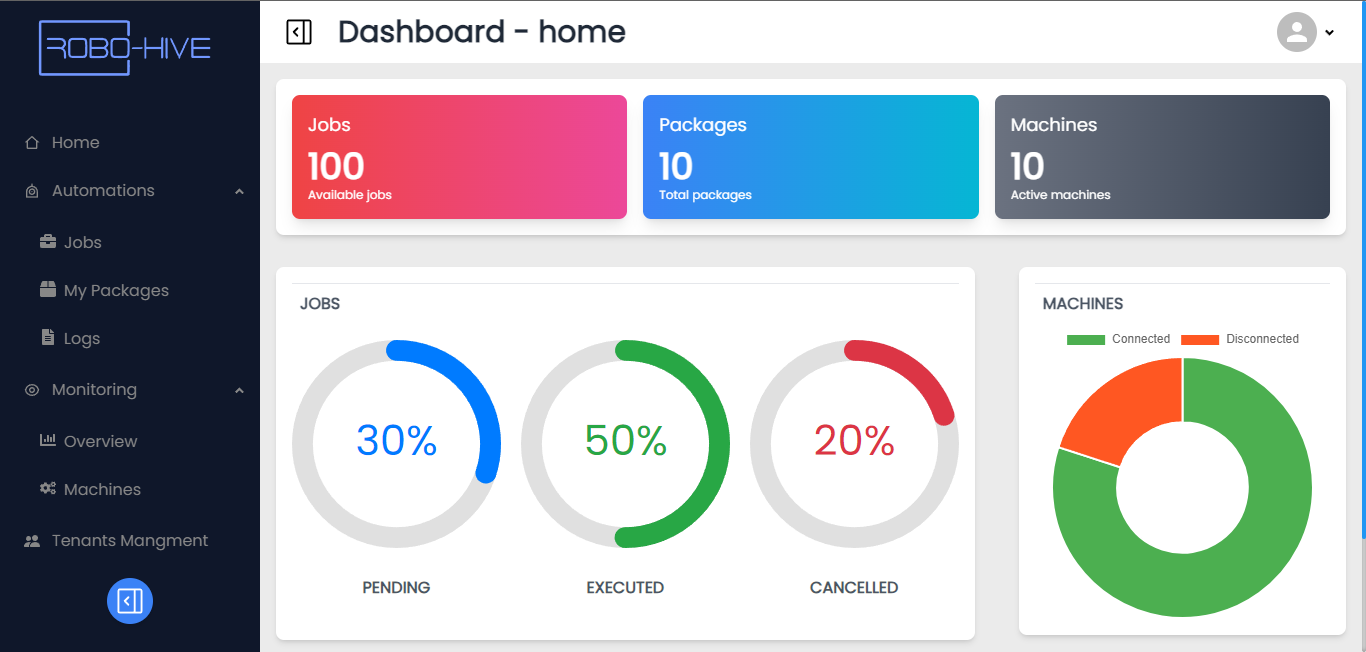 ROBO-HIVE
Home
Automations
Jobs
My Packages
Logs
Monitoring
Overview
Machines
Tenants Mangment
Dashboard - home
Jobs
100
Available jobs
Packages
10
Total packages
Machines
10
Active machines
JOBS
30%
50%
20%
PENDING
EXECUTED
CANCELLED
MACHINES
Connected
Disconnected